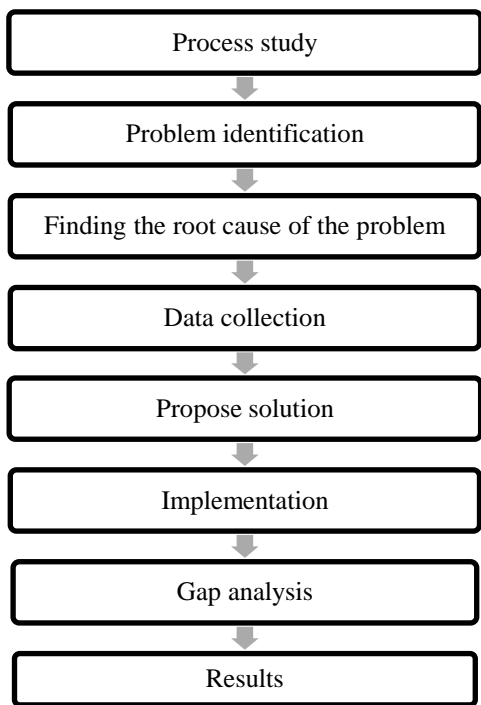 Process study
Problem identification
Finding the root cause of the problem
Data collection
Propose solution
Implementation
Gap analysis
Results